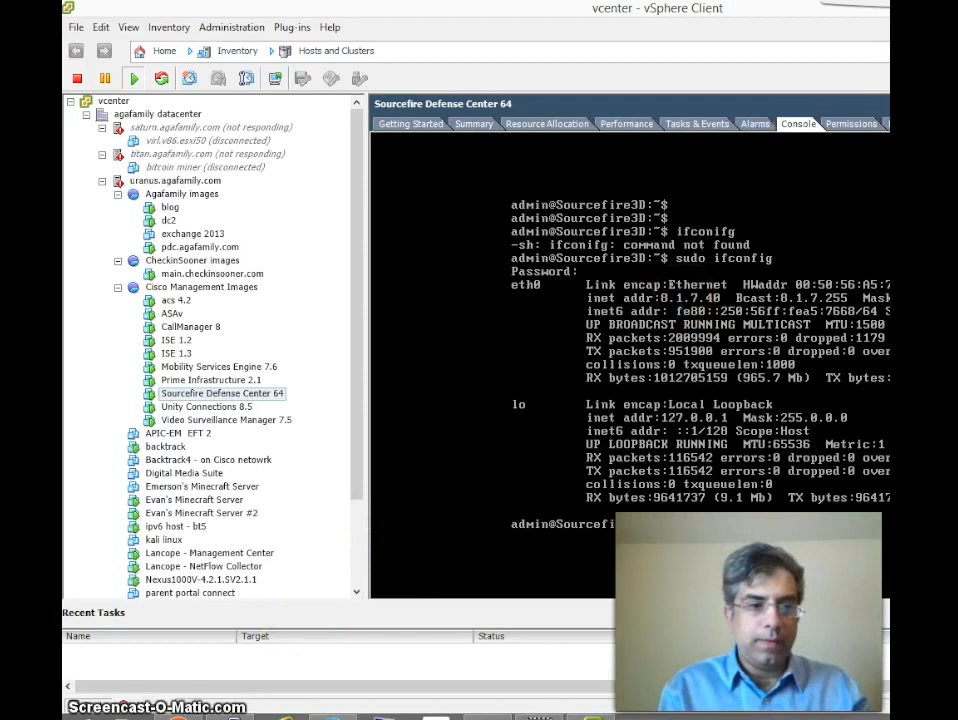 vcenter - vSphere Client
File Edit View Inventory Administration Plug-ins Help
Home Inventory Hosts and Clusters
vcenter
agafamily datacenter
saturn.agafamily.com (not responding)
virl.v86.esxi50 (disconnected)
titan.agafamily.com (not responding)
bitcoin miner (disconnected)
uranus.agafamily.com
Agafamily images
blog
dc2
exchange 2013
pdc.agafamily.com
CheckinSooner images
main.checkinsooner.com
Cisco Management Images
acs 4.2
ASAv
CallManager 8
ISE 1.2
ISE 1.3
Mobility Services Engine 7.6
Prime Infrastructure 2.1
Sourcefire Defense Center 64
Unity Connections 8.5
Video Surveillance Manager 7.5
APIC-EM EFT 2
backtrack
Backtrack4 - on Cisco netowrk
Digital Media Suite
Emerson's Minecraft Server
Evan's Minecraft Server
Evan's Minecraft Server #2
ipv6 host - bt5
kali linux
Lancope - Management Center
Lancope - NetFlow Collector
Nexus1000V-4.2.1.SV2.1.1
parent portal connect
Sourcefire Defense Center 64
Getting Started Summary Resource Allocation Performance Tasks & Events Alarms Console Permissions
admin@Sourcefire3D:~$
admin@Sourcefire3D:~$
admin@Sourcefire3D:~$ ifconifg
-sh: ifconifg: command not found
admin@Sourcefire3D:~$ sudo ifconfig
Password:
eth0 Link encap:Ethernet HWaddr 00:50:56:A5:7
inet addr:8.1.7.40 Bcast:8.1.7.255 Mask
inet6 addr: fe80::250:56ff:fea5:7668/64 S
UP BROADCAST RUNNING MULTICAST MTU:1500
RX packets:2009994 errors:0 dropped:1179
TX packets:951900 errors:0 dropped:0 over
collisions:0 txqueuelen:1000
RX bytes:1012705159 (965.7 Mb) TX bytes:
lo Link encap:Local Loopback
inet addr:127.0.0.1 Mask:255.0.0.0
inet6 addr: ::1/128 Scope:Host
UP LOOPBACK RUNNING MTU:65536 Metric:1
RX packets:116542 errors:0 dropped:0 over
TX packets:116542 errors:0 dropped:0 over
collisions:0 txqueuelen:0
RX bytes:9641737 (9.1 Mb) TX bytes:96417
admin@Sourcefi
Recent Tasks
Name Target Status
Screencast-O-Matic.com